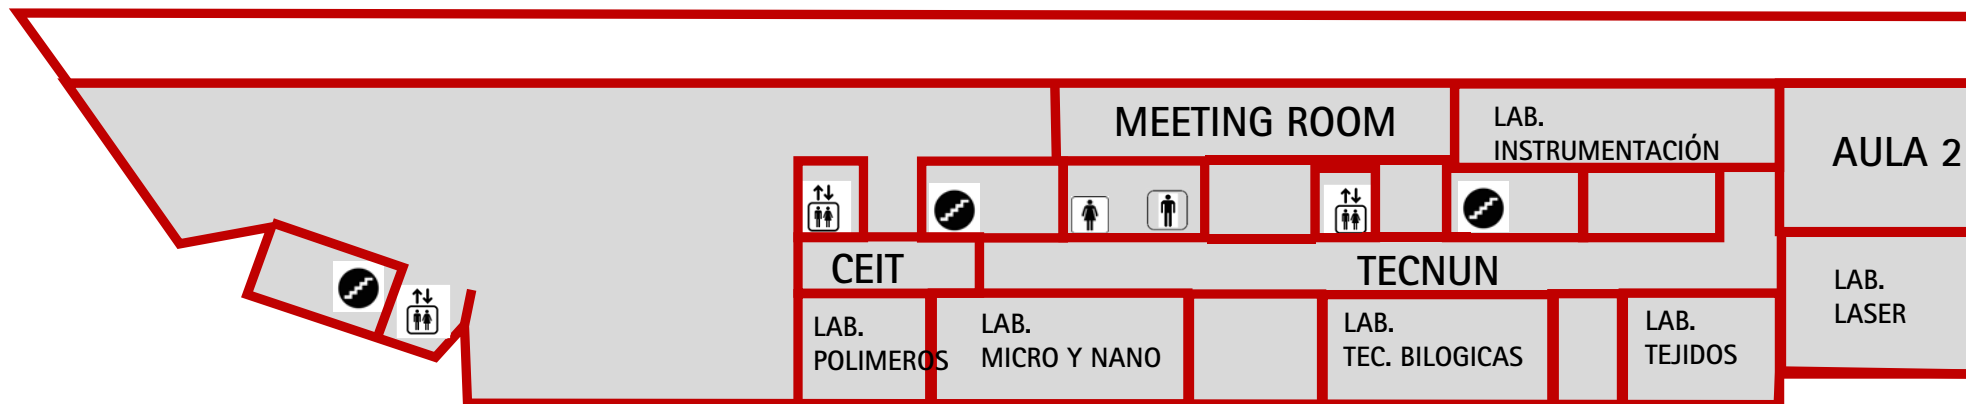 MEETING ROOM
LAB.
INSTRUMENTACIÓN
AULA 2
CEIT
TECNUN
LAB.
POLIMEROS
LAB.
MICRO Y NANO
LAB.
TEC. BILOGICAS
LAB.
TEJIDOS
LAB.
LASER